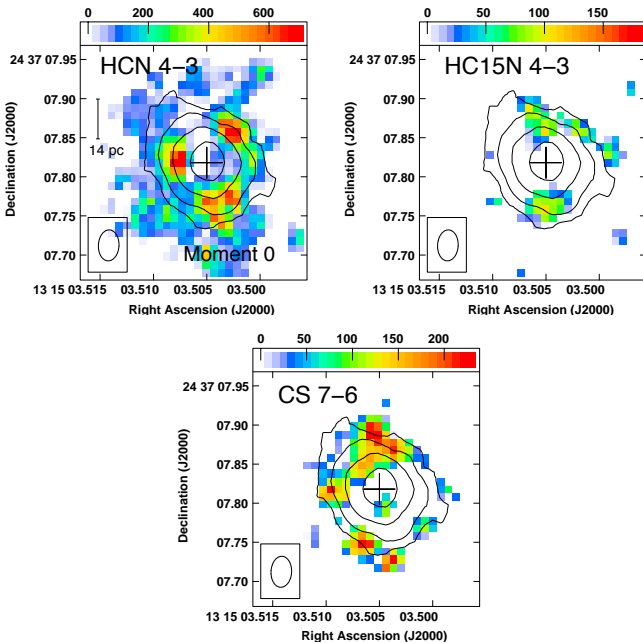 0 200 400 600
HCN 4–3
24 37 07.95
07.90
07.85
07.80
07.75
07.70
14 pc
Moment 0
13 15 03.515 03.510 03.505 03.500
Right Ascension (J2000)
Declination (J2000)
0 50 100 150
HC15N 4–3
24 37 07.95
07.90
07.85
07.80
07.75
07.70
13 15 03.515 03.510 03.505 03.500
Right Ascension (J2000)
Declination (J2000)
0 50 100 150 200
CS 7–6
24 37 07.95
07.90
07.85
07.80
07.75
07.70
13 15 03.515 03.510 03.505 03.500
Right Ascension (J2000)
Declination (J2000)